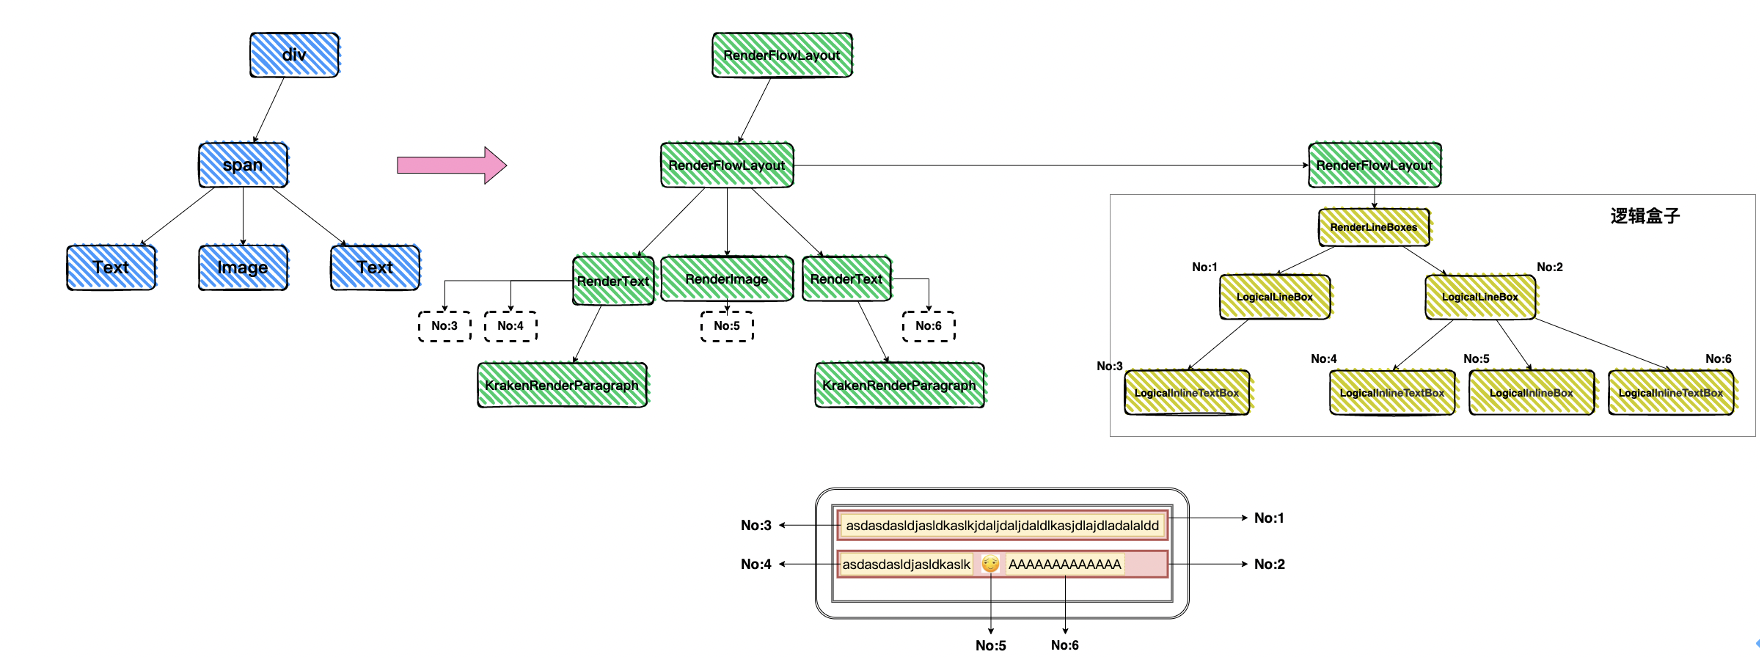 div
RenderFlowLayout
span
RenderFlowLayout
RenderFlowLayout
逻辑盒子
RenderLineBoxes
Text
Image
Text
RenderText
RenderImage
RenderText
No:1
No:2
LogicalLineBox
LogicalLineBox
No:3
No:4
No:5
No:6
No:3
No:4
No:5
No:6
KrakenRenderParagraph
KrakenRenderParagraph
LogicalInlineTextBox
LogicalInlineTextBox
LogicalInlineBox
LogicalInlineTextBox
No:3
asdasdasldjasldkaslkjdaljdaljdaldlkasjdlajdladalaldd
No:1
No:4
asdasdasldjasldkaslk
AAAAAAAAAAAAA
No:2
No:5
No:6